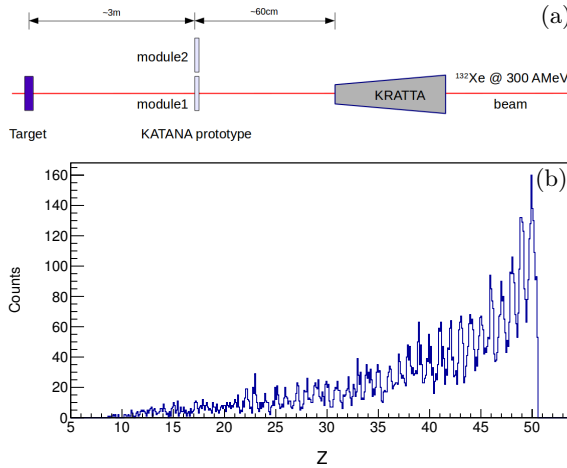 ~3m ~60cm (a)
module2
¹³²Xe @ 300 AMeV
KRATTA
module1 beam
Target KATANA prototype
(b)
160
140
120
100
80
60
40
20
0
Counts
5 10 15 20 25 30 35 40 45 50
Z